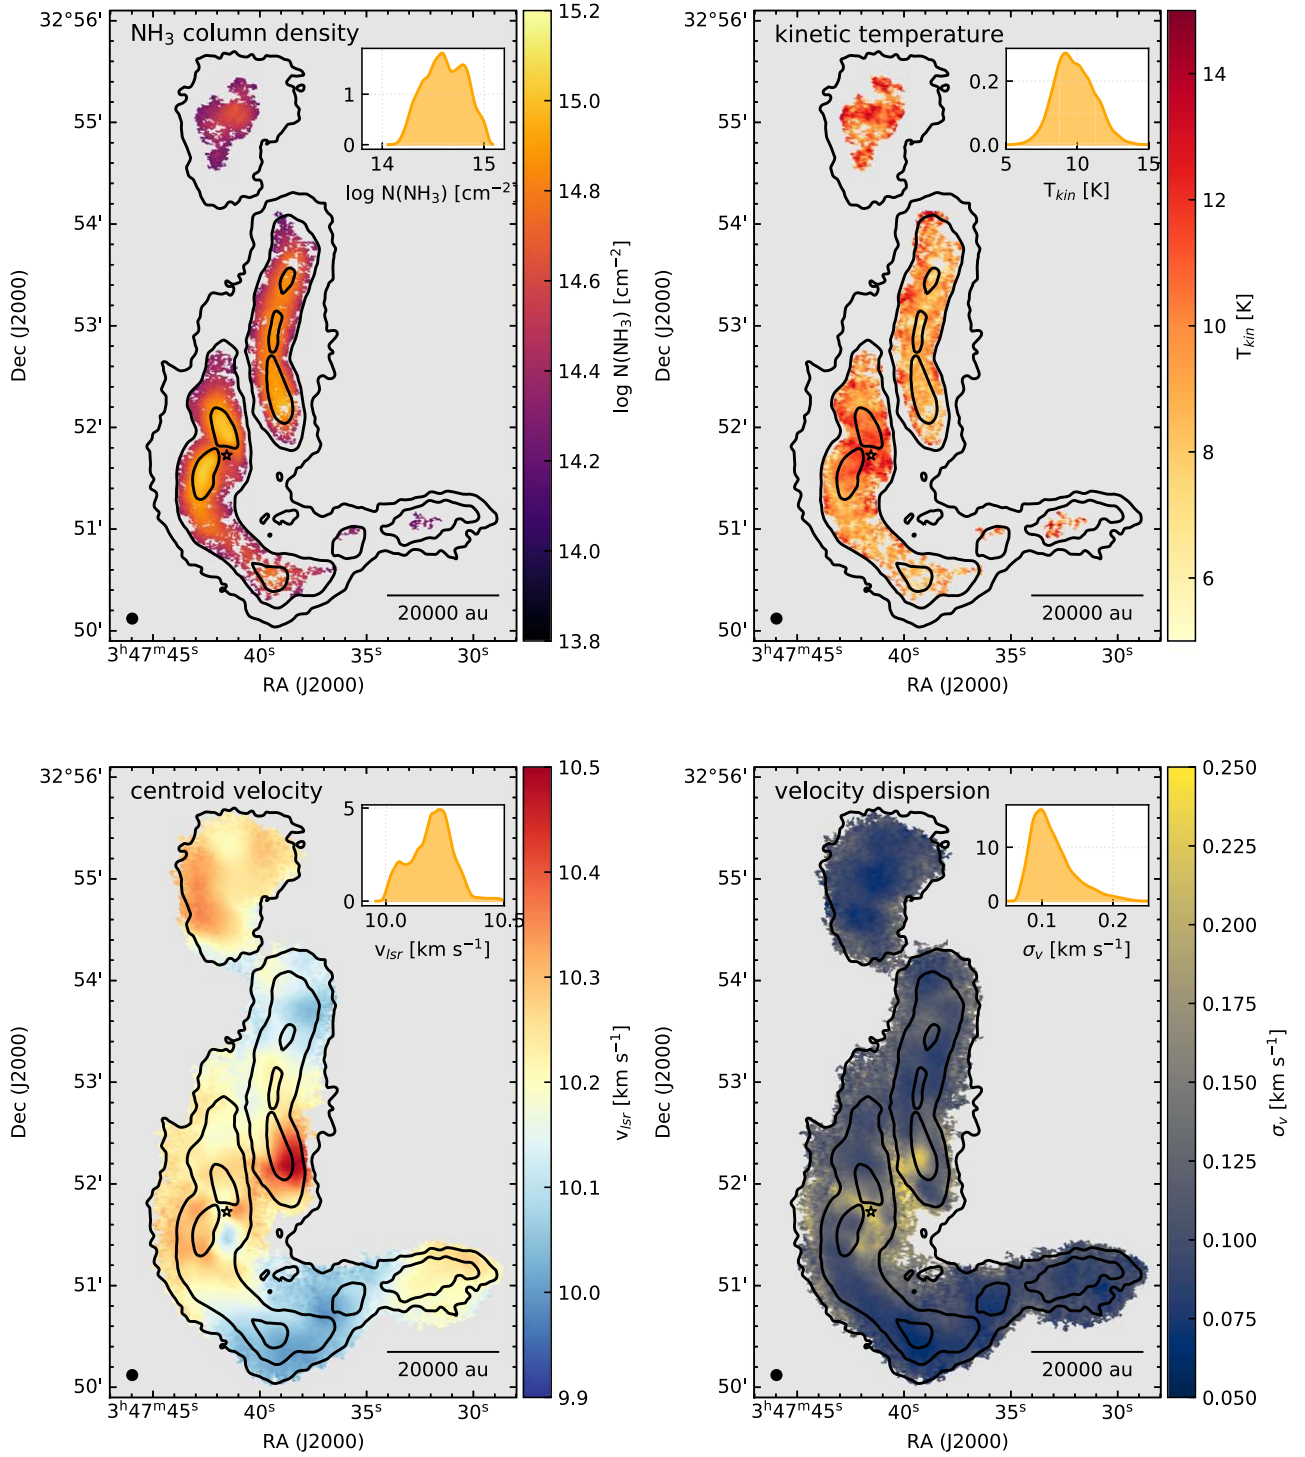 NH₃ column density
32°56'
55'
54'
53'
52'
51'
50'
Dec (J2000)
3ʰ47ᵐ45ˢ
40ˢ
35ˢ
30ˢ
RA (J2000)
1
0
14
15
log N(NH₃) [cm⁻²
20000 au
15.2
15.0
14.8
14.6
14.4
14.2
14.0
13.8
log N(NH₃) [cm⁻²]
kinetic temperature
32°56'
55'
54'
53'
52'
51'
50'
Dec (J2000)
3ʰ47ᵐ45ˢ
40ˢ
35ˢ
30ˢ
RA (J2000)
0.2
0.0
5
10
15
T_kin [K]
20000 au
14
12
10
8
6
T_kin [K]
centroid velocity
32°56'
55'
54'
53'
52'
51'
50'
Dec (J2000)
3ʰ47ᵐ45ˢ
40ˢ
35ˢ
30ˢ
RA (J2000)
5
0
10.0
10.5
v_lsr [km s⁻¹]
20000 au
10.5
10.4
10.3
10.2
10.1
10.0
9.9
v_lsr [km s⁻¹]
velocity dispersion
32°56'
55'
54'
53'
52'
51'
50'
Dec (J2000)
3ʰ47ᵐ45ˢ
40ˢ
35ˢ
30ˢ
RA (J2000)
10
0
0.1
0.2
σ_v [km s⁻¹]
20000 au
0.250
0.225
0.200
0.175
0.150
0.125
0.100
0.075
0.050
σ_v [km s⁻¹]